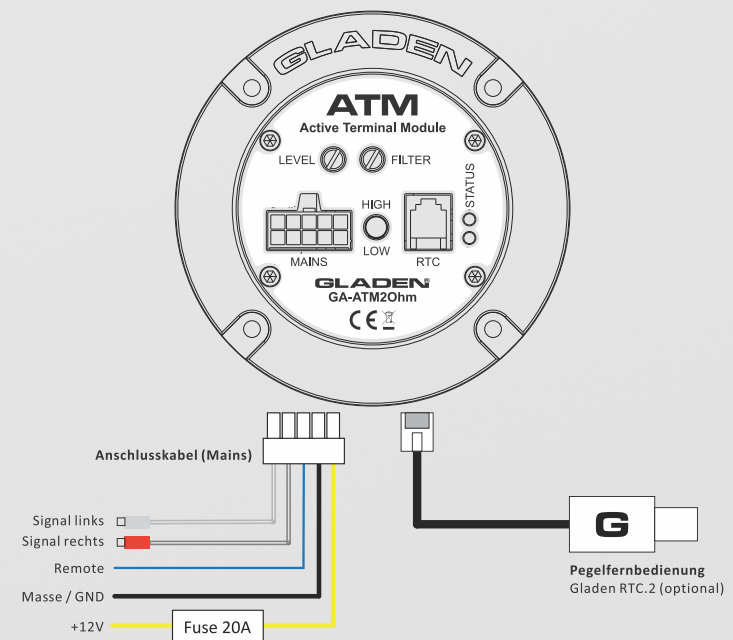 GLADEN
ATM
Active Terminal Module
LEVEL
FILTER
STATUS
HIGH
LOW
MAINS
RTC
GLADEN
GA-ATM2Ohm
CE
Anschlusskabel (Mains)
Signal links
Signal rechts
Remote
Masse / GND
+12V
Fuse 20A
G
Pegelfernbedienung
Gladen RTC.2 (optional)